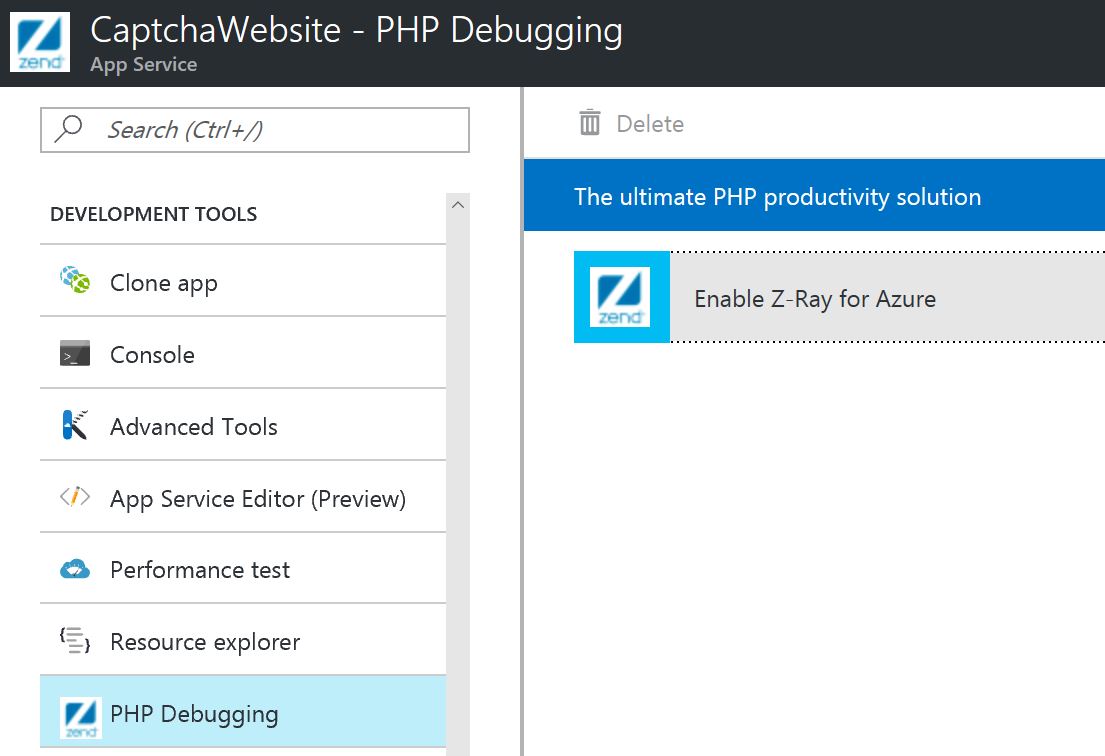 zend
CaptchaWebsite - PHP Debugging
App Service
Search (Ctrl+/)
DEVELOPMENT TOOLS
Clone app
Console
Advanced Tools
App Service Editor (Preview)
Performance test
Resource explorer
zend
PHP Debugging
Delete
The ultimate PHP productivity solution
zend
Enable Z-Ray for Azure